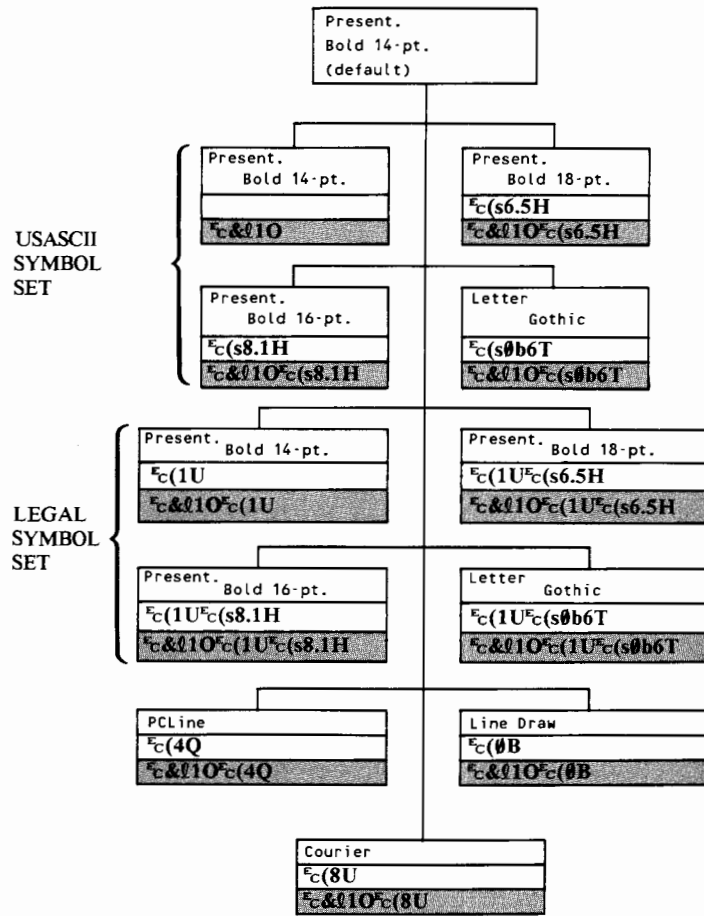 Present.
Bold 14-pt.
(default)
USASCII
SYMBOL
SET
Present.
Bold 14-pt.
ᴱc&ℓ1O
Present.
Bold 18-pt.
ᴱc(s6.5H
ᴱc&ℓ1Oᴱc(s6.5H
Present.
Bold 16-pt.
ᴱc(s8.1H
ᴱc&ℓ1Oᴱc(s8.1H
Letter
Gothic
ᴱc(s0b6T
ᴱc&ℓ1Oᴱc(s0b6T
LEGAL
SYMBOL
SET
Present.
Bold 14-pt.
ᴱc(1U
ᴱc&ℓ1Oᴱc(1U
Present.
Bold 18-pt.
ᴱc(1Uᴱc(s6.5H
ᴱc&ℓ1Oᴱc(1Uᴱc(s6.5H
Present.
Bold 16-pt.
ᴱc(1Uᴱc(s8.1H
ᴱc&ℓ1Oᴱc(1Uᴱc(s8.1H
Letter
Gothic
ᴱc(1Uᴱc(s0b6T
ᴱc&ℓ1Oᴱc(1Uᴱc(s0b6T
PCLine
ᴱc(4Q
ᴱc&ℓ1Oᴱc(4Q
Line Draw
ᴱc(0B
ᴱc&ℓ1Oᴱc(0B
Courier
ᴱc(8U
ᴱc&ℓ1Oᴱc(8U